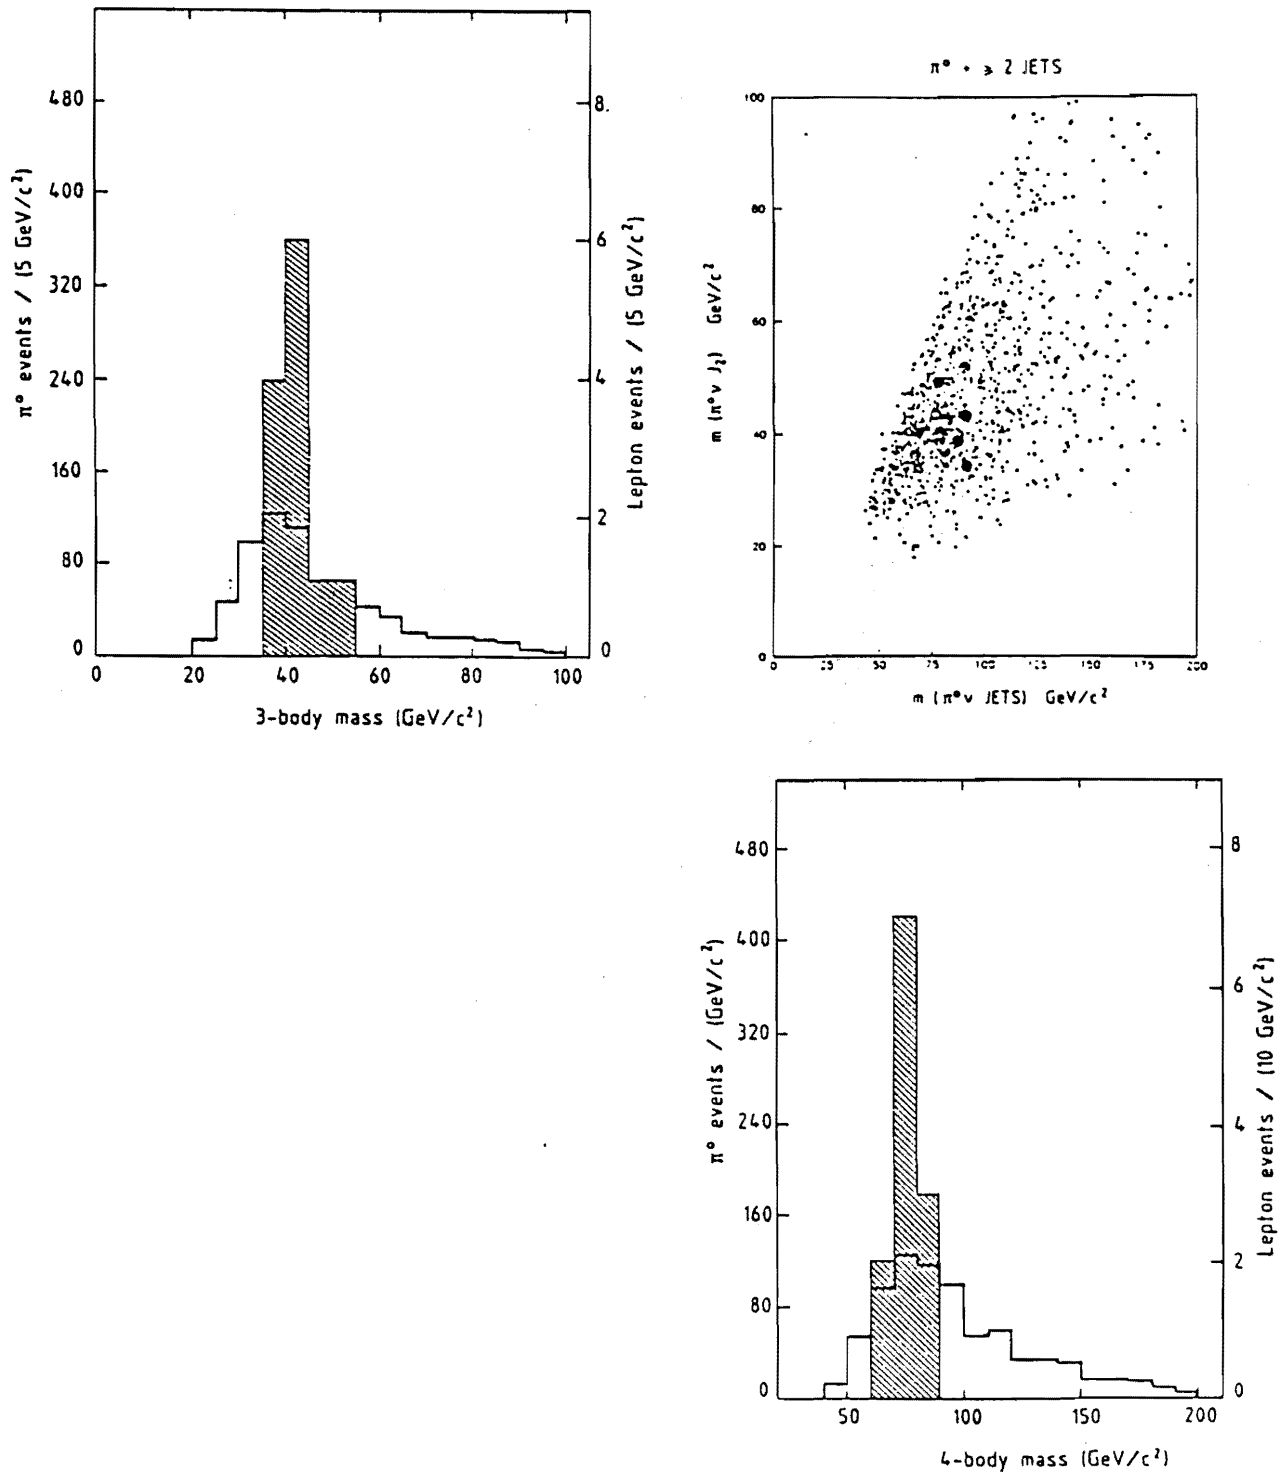 480
400
320
240
160
80
0
π° events / (5 GeV/c²)
8.
6
4
2
0
Lepton events / (5 GeV/c²)
0 20 40 60 80 100
3-body mass (GeV/c²)
π° + ⩾ 2 JETS
100
80
60
40
20
0
m (π° ν J₂) GeV/c²
0 25 50 75 100 125 150 175 200
m (π° ν JETS) GeV/c²
480
400
320
240
160
80
0
π° events / (GeV/c²)
8
6
4
2
0
Lepton events / (10 GeV/c²)
50 100 150 200
4-body mass (GeV/c²)